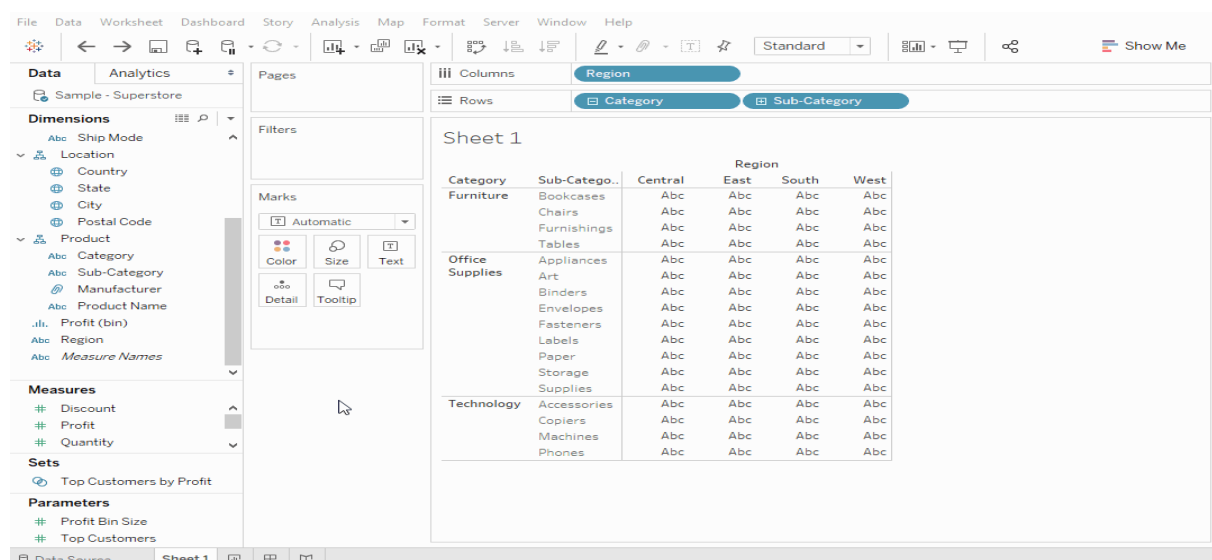 File Data Worksheet Dashboard Story Analysis Map Format Server Window Help
Standard
Show Me
Data Analytics
Sample - Superstore
Dimensions
Abc Ship Mode
Location
Country
State
City
Postal Code
Product
Abc Category
Abc Sub-Category
Manufacturer
Abc Product Name
Profit (bin)
Abc Region
Abc Measure Names
Measures
# Discount
# Profit
# Quantity
Sets
Top Customers by Profit
Parameters
# Profit Bin Size
# Top Customers
Pages
Filters
Marks
T Automatic
Color Size Text
Detail Tooltip
Columns Region
Rows Category Sub-Category
Sheet 1
Region
Category Sub-Catego.. Central East South West
Furniture Bookcases Abc Abc Abc Abc
Chairs Abc Abc Abc Abc
Furnishings Abc Abc Abc Abc
Tables Abc Abc Abc Abc
Office Appliances Abc Abc Abc Abc
Supplies Art Abc Abc Abc Abc
Binders Abc Abc Abc Abc
Envelopes Abc Abc Abc Abc
Fasteners Abc Abc Abc Abc
Labels Abc Abc Abc Abc
Paper Abc Abc Abc Abc
Storage Abc Abc Abc Abc
Supplies Abc Abc Abc Abc
Technology Accessories Abc Abc Abc Abc
Copiers Abc Abc Abc Abc
Machines Abc Abc Abc Abc
Phones Abc Abc Abc Abc
Data Source Sheet 1